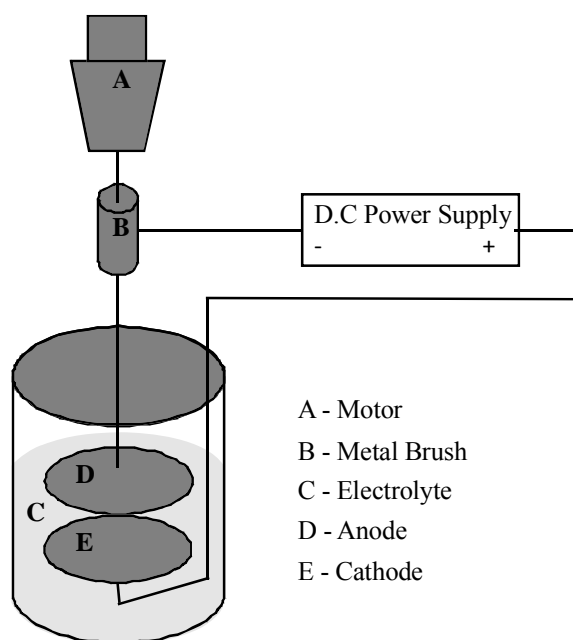 A
B
D.C Power Supply
- +
A - Motor
B - Metal Brush
C - Electrolyte
D - Anode
E - Cathode
D
C
E